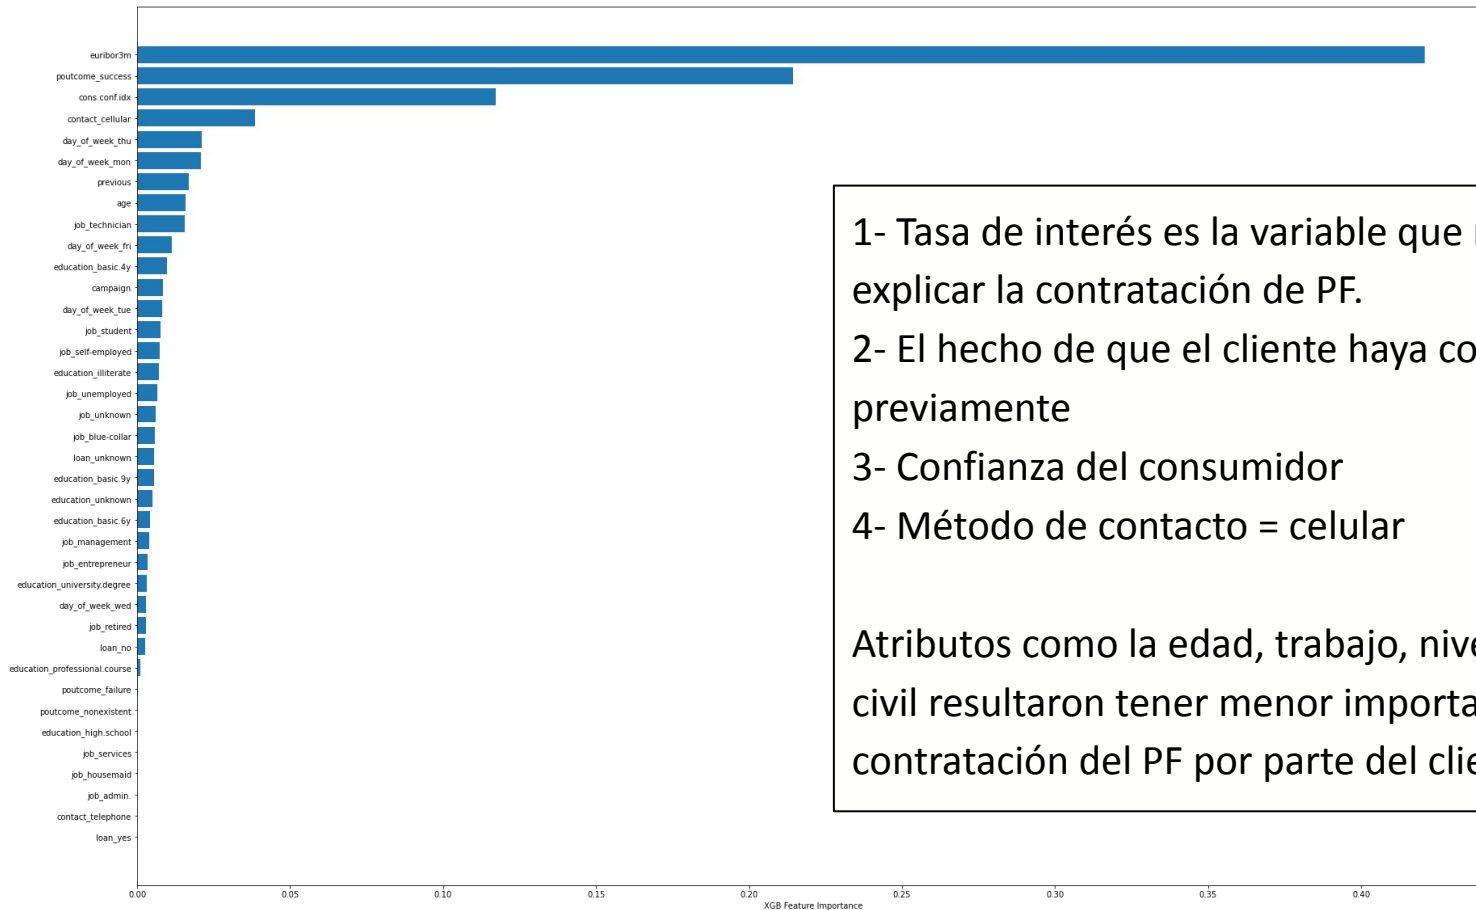 euribor3m
poutcome_success
cons.conf.idx
contact_cellular
day_of_week_thu
day_of_week_mon
previous
age
job_technician
day_of_week_fri
education_basic.4y
campaign
day_of_week_tue
job_student
job_self-employed
education_illiterate
job_unemployed
job_unknown
job_blue-collar
loan_unknown
education_basic.9y
education_unknown
education_basic.6y
job_management
job_entrepreneur
education_university.degree
day_of_week_wed
job_retired
loan_no
education_professional.course
poutcome_failure
poutcome_nonexistent
education_high.school
job_services
job_housemaid
job_admin.
contact_telephone
loan_yes
0.00 0.05 0.10 0.15 0.20 0.25 0.30 0.35 0.40
XGB Feature Importance
1- Tasa de interés es la variable que
explicar la contratación de PF.
2- El hecho de que el cliente haya
previamente
3- Confianza del consumidor
4- Método de contacto = celular
Atributos como la edad, trabajo,
civil resultaron tener menor
contratación del PF por parte del